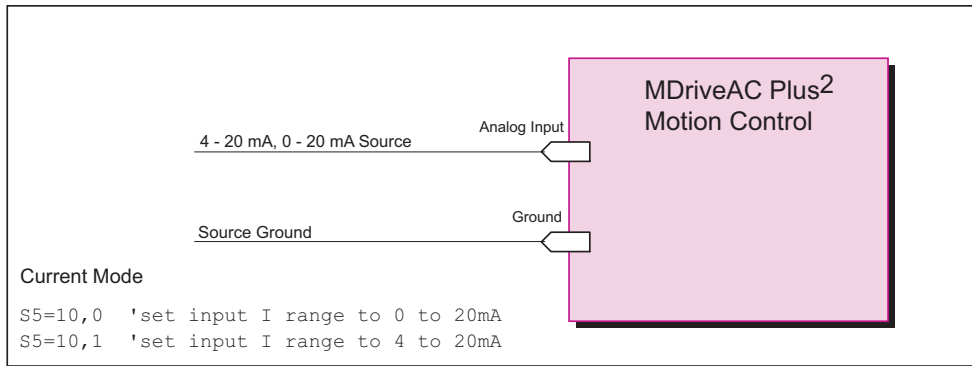 MDriveAC Plus2
Motion Control
Analog Input
4 - 20 mA, 0 - 20 mA Source
Ground
Source Ground
Current Mode
S5=10,0  'set input I range to 0 to 20mA
S5=10,1  'set input I range to 4 to 20mA